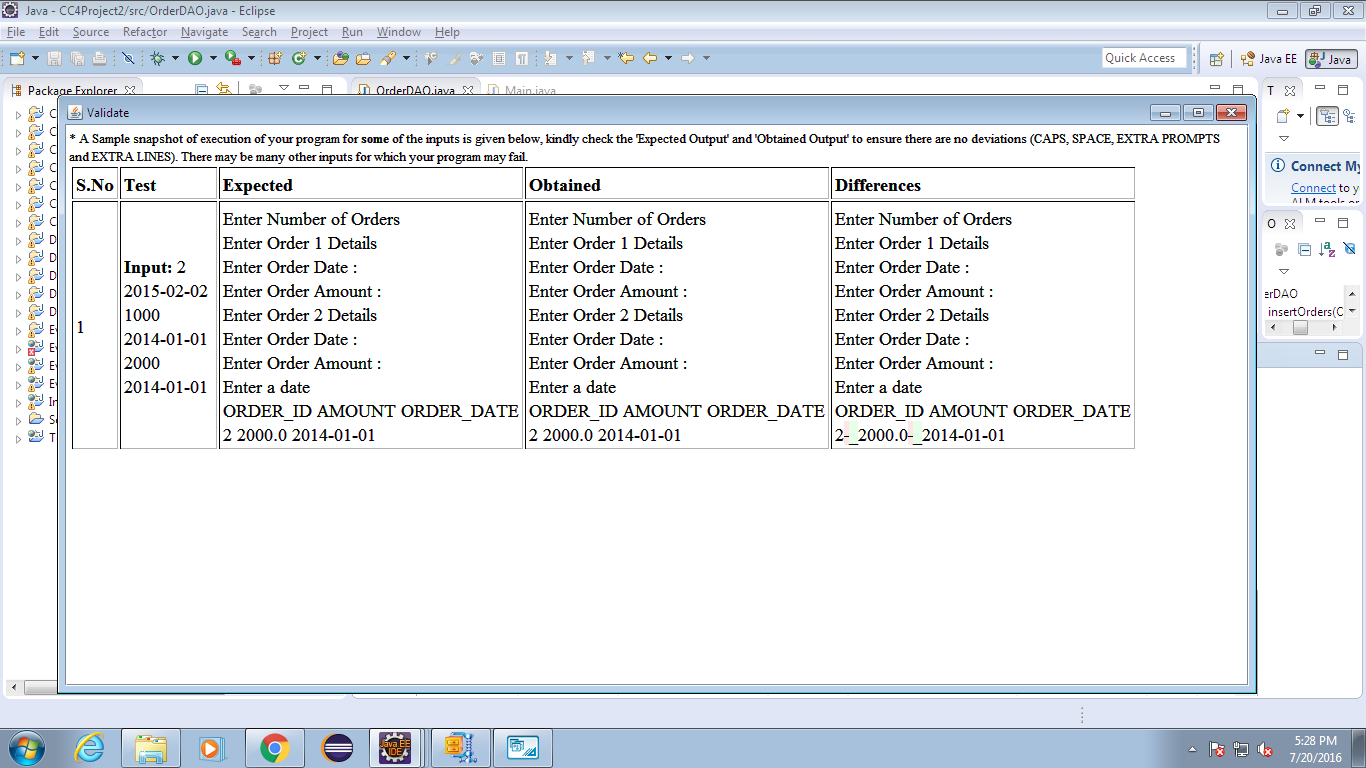 Java - CC4Project2/src/OrderDAO.java - Eclipse
File Edit Source Refactor Navigate Search Project Run Window Help
Quick Access Java EE Java
Package Explorer OrderDAO.java Main.java T
Validate
* A Sample snapshot of execution of your program for some of the inputs is given below, kindly check the 'Expected Output' and 'Obtained Output' to ensure there are no deviations (CAPS, SPACE, EXTRA PROMPTS
and EXTRA LINES). There may be many other inputs for which your program may fail.
S.No Test Expected Obtained Differences
1
Input: 2
2015-02-02
1000
2014-01-01
2000
2014-01-01
Enter Number of Orders
Enter Order 1 Details
Enter Order Date :
Enter Order Amount :
Enter Order 2 Details
Enter Order Date :
Enter Order Amount :
Enter a date
ORDER_ID AMOUNT ORDER_DATE
2 2000.0 2014-01-01
Enter Number of Orders
Enter Order 1 Details
Enter Order Date :
Enter Order Amount :
Enter Order 2 Details
Enter Order Date :
Enter Order Amount :
Enter a date
ORDER_ID AMOUNT ORDER_DATE
2 2000.0 2014-01-01
Enter Number of Orders
Enter Order 1 Details
Enter Order Date :
Enter Order Amount :
Enter Order 2 Details
Enter Order Date :
Enter Order Amount :
Enter a date
ORDER_ID AMOUNT ORDER_DATE
2-_2000.0-_2014-01-01
Connect My
Connect to y
O
erDAO
insertOrders(O
Java EE
IDE
5:28 PM
7/20/2016